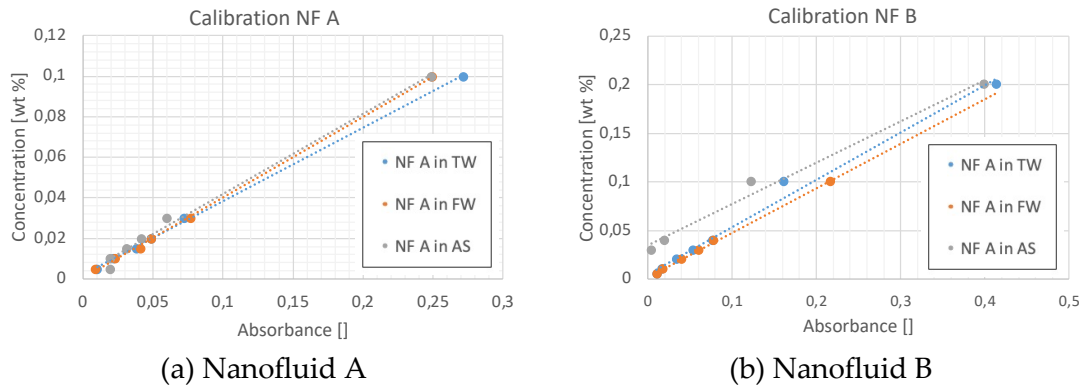 Calibration NF A
Concentration [wt %]
0,12
0,1
0,08
0,06
0,04
0,02
0
0 0,05 0,1 0,15 0,2 0,25 0,3
Absorbance []
NF A in TW
NF A in FW
NF A in AS
(a) Nanofluid A
Calibration NF B
Concentration [wt %]
0,25
0,2
0,15
0,1
0,05
0
0 0,1 0,2 0,3 0,4 0,5
Absorbance []
NF A in TW
NF A in FW
NF A in AS
(b) Nanofluid B